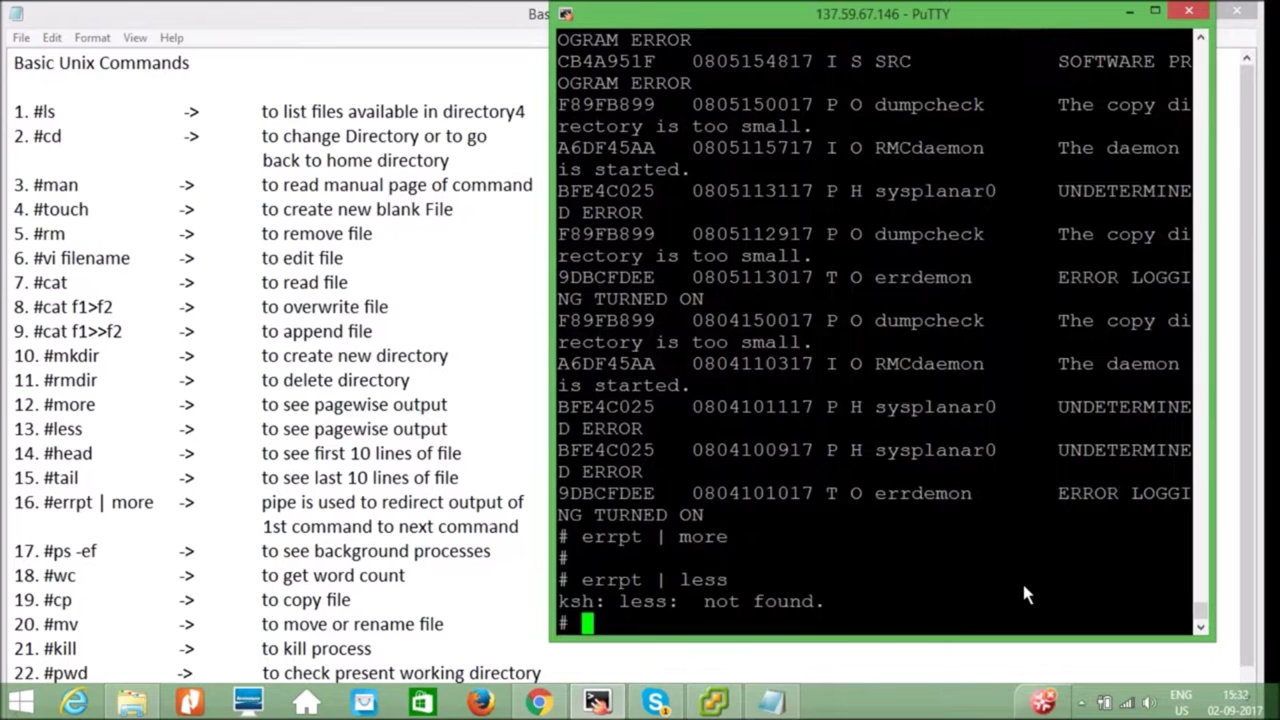 Bas
137.59.67.146 - PuTTY
File Edit Format View Help
Basic Unix Commands
1. #ls -> to list files available in directory4
2. #cd -> to change Directory or to go
back to home directory
3. #man -> to read manual page of command
4. #touch -> to create new blank File
5. #rm -> to remove file
6. #vi filename -> to edit file
7. #cat -> to read file
8. #cat f1>f2 -> to overwrite file
9. #cat f1>>f2 -> to append file
10. #mkdir -> to create new directory
11. #rmdir -> to delete directory
12. #more -> to see pagewise output
13. #less -> to see pagewise output
14. #head -> to see first 10 lines of file
15. #tail -> to see last 10 lines of file
16. #errpt | more -> pipe is used to redirect output of
1st command to next command
17. #ps -ef -> to see background processes
18. #wc -> to get word count
19. #cp -> to copy file
20. #mv -> to move or rename file
21. #kill -> to kill process
22. #pwd -> to check present working directory
OGRAM ERROR
CB4A951F 0805154817 I S SRC SOFTWARE PR
OGRAM ERROR
F89FB899 0805150017 P O dumpcheck The copy di
rectory is too small.
A6DF45AA 0805115717 I O RMCdaemon The daemon
is started.
BFE4C025 0805113117 P H sysplanar0 UNDETERMINE
D ERROR
F89FB899 0805112917 P O dumpcheck The copy di
rectory is too small.
9DBCFDEE 0805113017 T O errdemon ERROR LOGGI
NG TURNED ON
F89FB899 0804150017 P O dumpcheck The copy di
rectory is too small.
A6DF45AA 0804110317 I O RMCdaemon The daemon
is started.
BFE4C025 0804101117 P H sysplanar0 UNDETERMINE
D ERROR
BFE4C025 0804100917 P H sysplanar0 UNDETERMINE
D ERROR
9DBCFDEE 0804101017 T O errdemon ERROR LOGGI
NG TURNED ON
# errpt | more
#
# errpt | less
ksh: less: not found.
#
ENG
US
15:32
02-09-2017